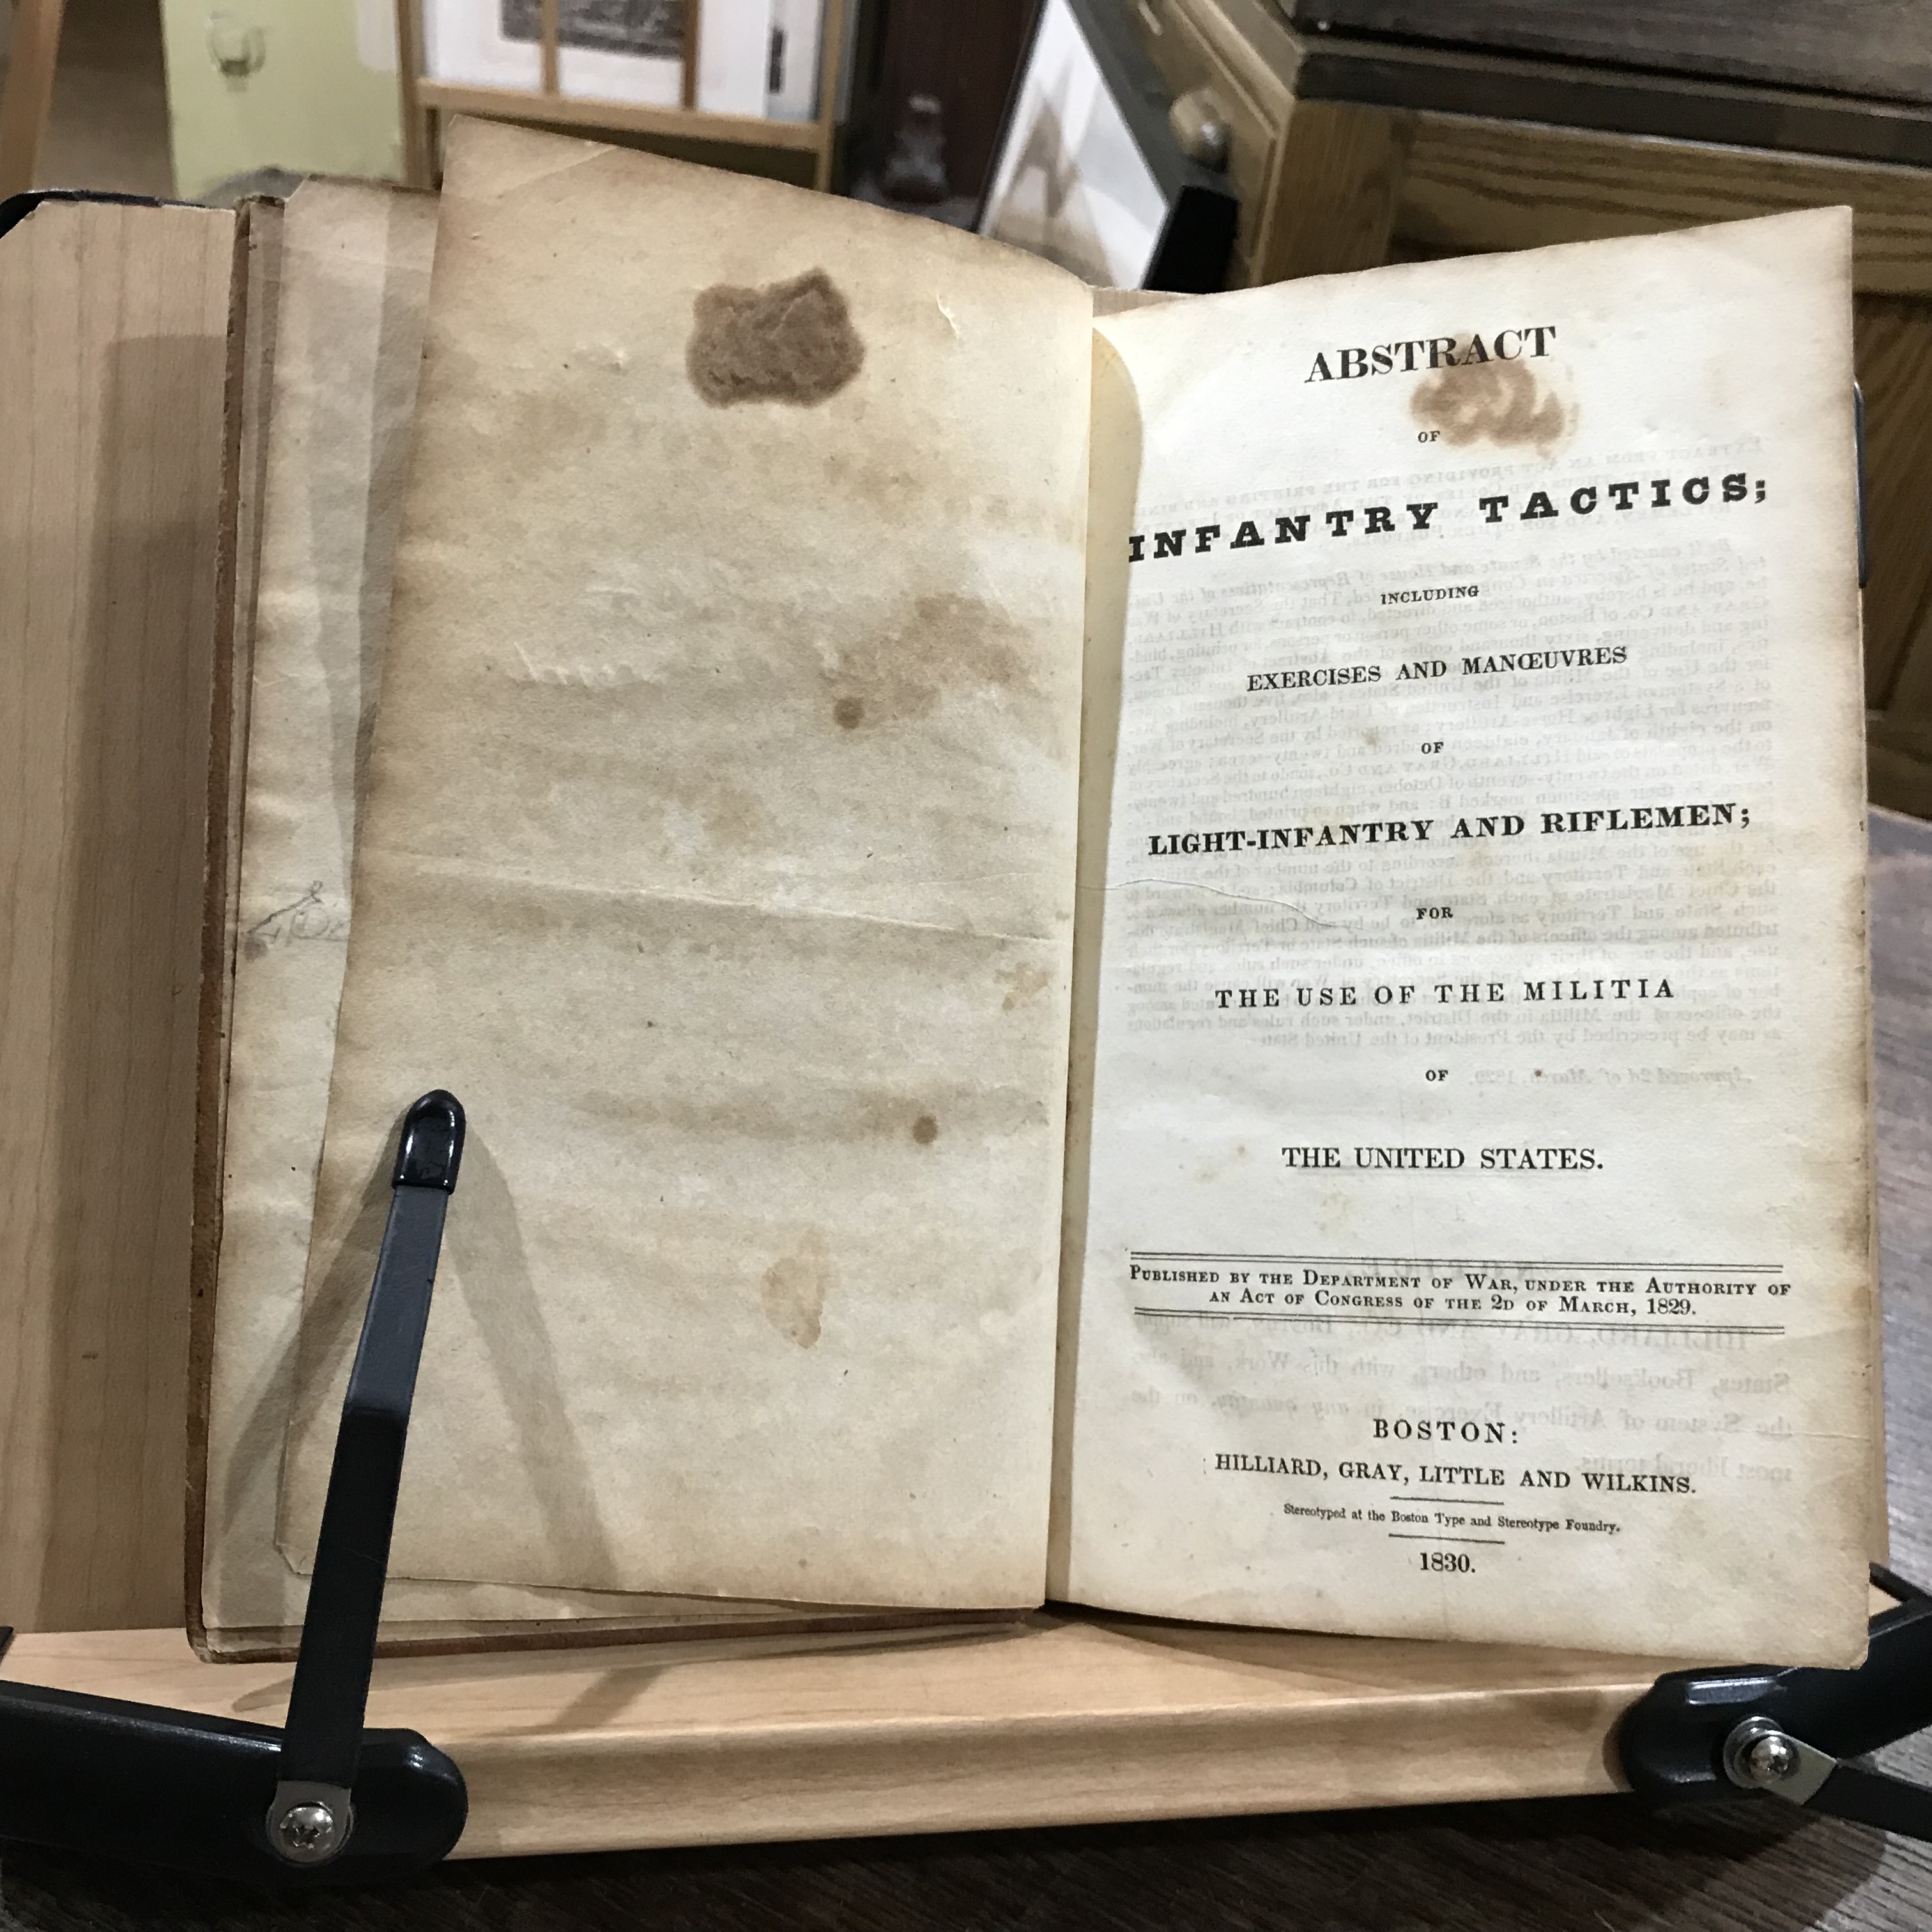 ABSTRACT
OF
INFANTRY TACTICS;
INCLUDING
EXERCISES AND MANŒUVRES
OF
LIGHT-INFANTRY AND RIFLEMEN;
FOR
THE USE OF THE MILITIA
OF
THE UNITED STATES.
PUBLISHED BY THE DEPARTMENT OF WAR, UNDER THE AUTHORITY OF
AN ACT OF CONGRESS OF THE 2D OF MARCH, 1829.
BOSTON:
HILLIARD, GRAY, LITTLE AND WILKINS.
Stereotyped at the Boston Type and Stereotype Foundry.
1830.